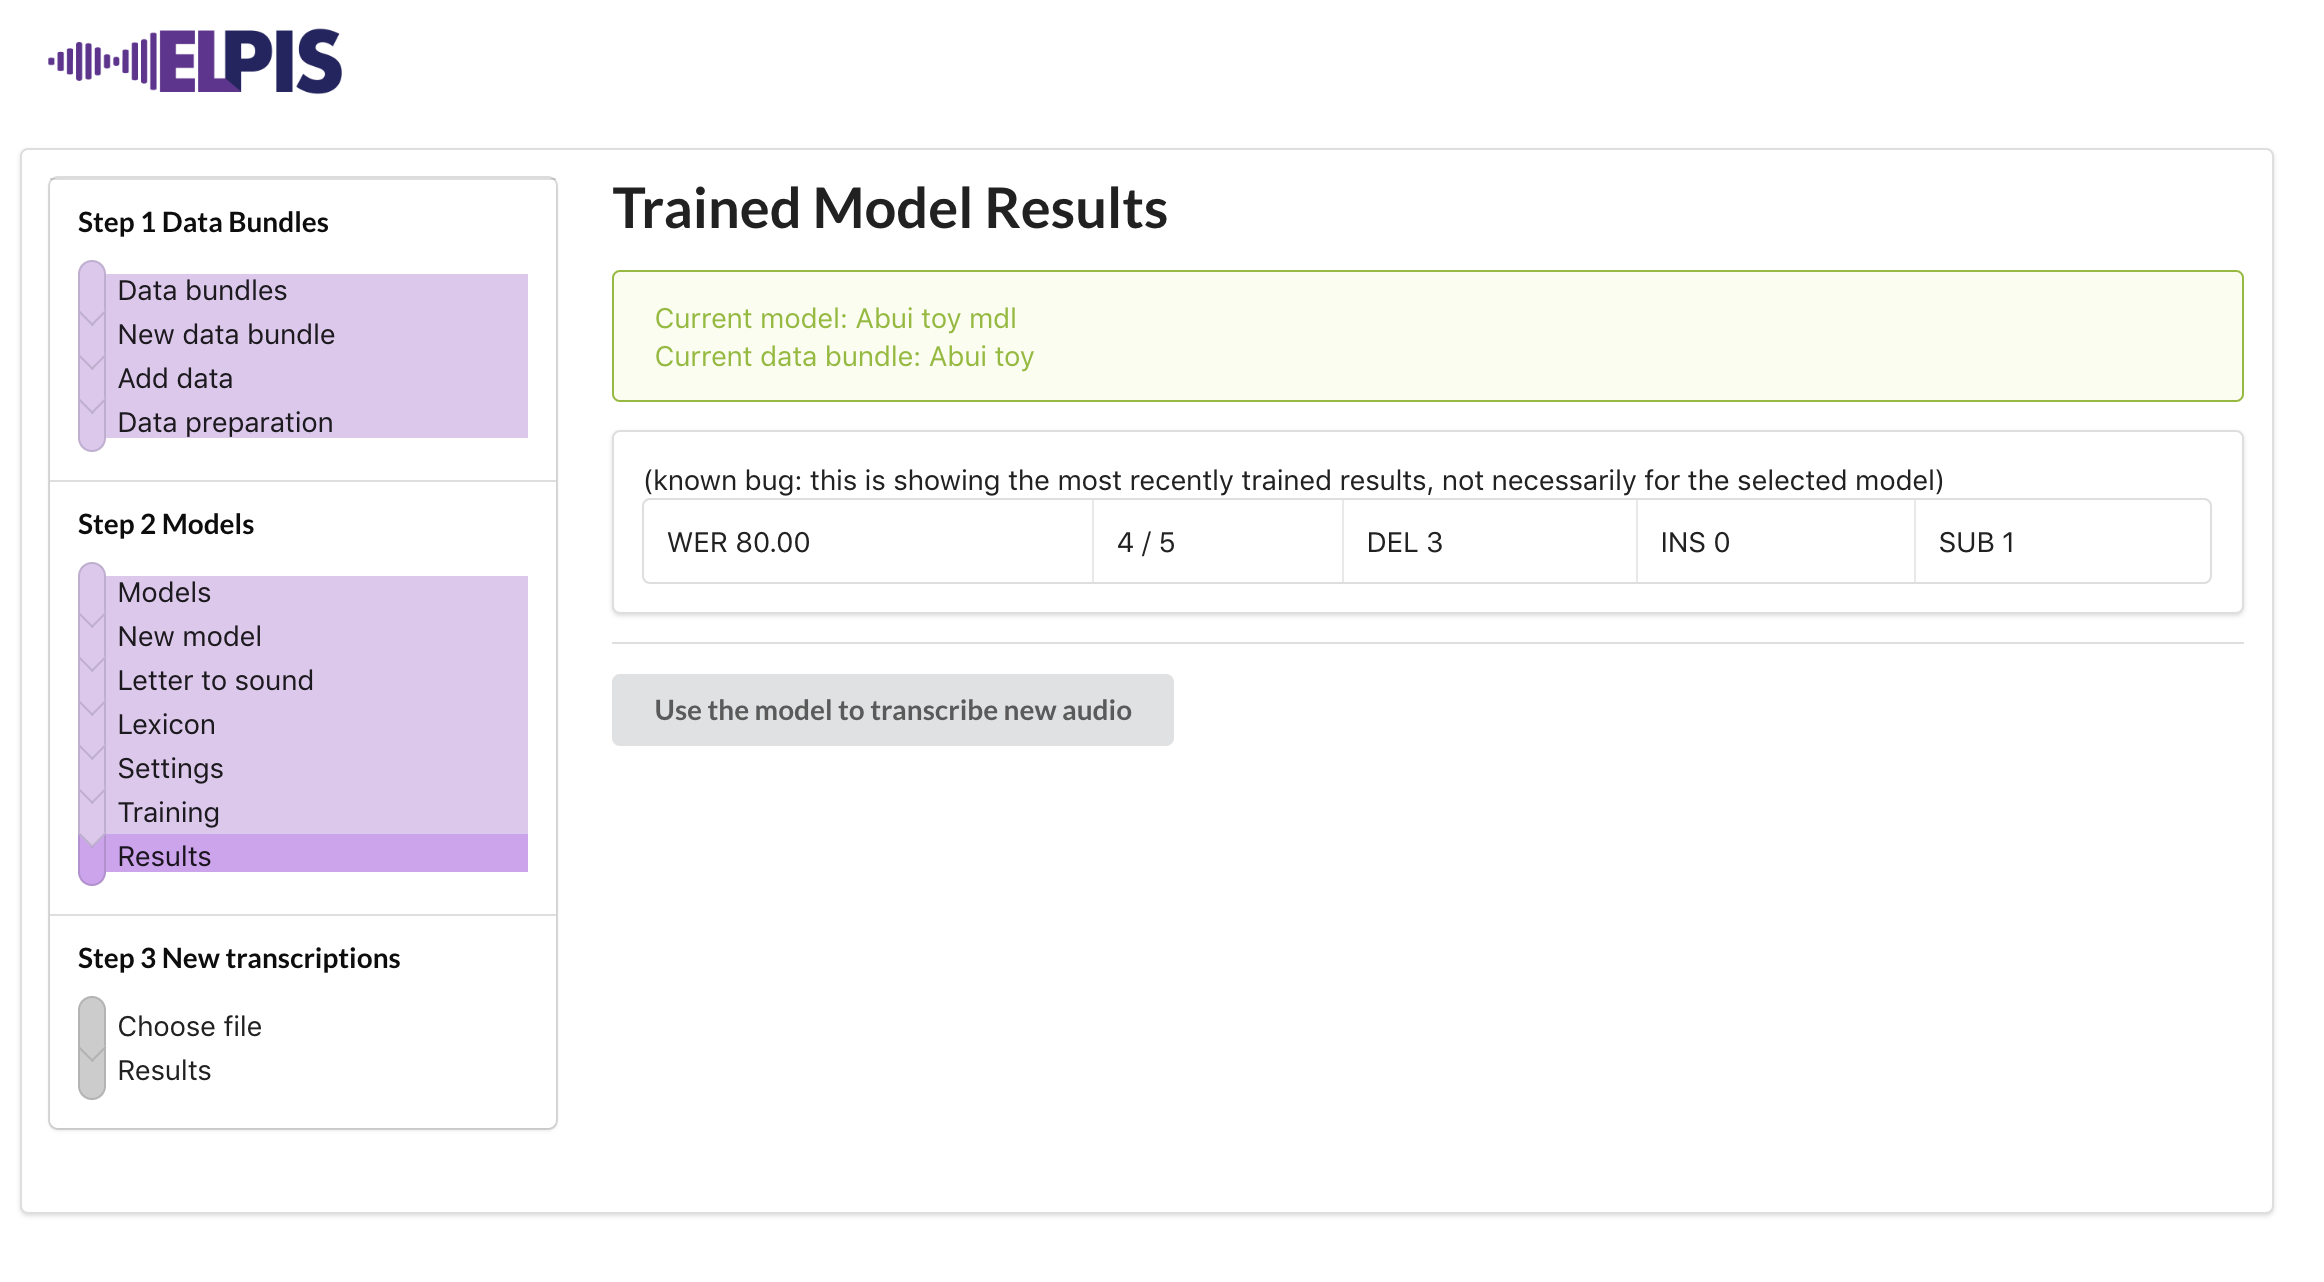 ELPIS
Step 1 Data Bundles
Data bundles
New data bundle
Add data
Data preparation
Step 2 Models
Models
New model
Letter to sound
Lexicon
Settings
Training
Results
Step 3 New transcriptions
Choose file
Results
Trained Model Results
Current model: Abui toy mdl
Current data bundle: Abui toy
(known bug: this is showing the most recently trained results, not necessarily for the selected model)
WER 80.00 4 / 5 DEL 3 INS 0 SUB 1
Use the model to transcribe new audio